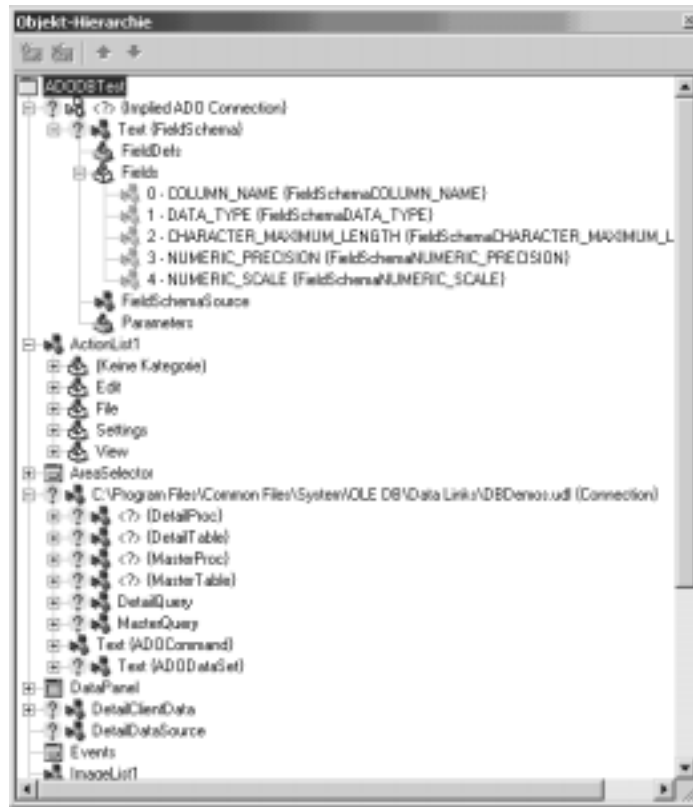 Objekt-Hierarchie
ADODBTest
<?> {Implied ADO Connection}
Text {FieldSchema}
FieldDefs
Fields
0 - COLUMN_NAME {FieldSchemaCOLUMN_NAME}
1 - DATA_TYPE {FieldSchemaDATA_TYPE}
2 - CHARACTER_MAXIMUM_LENGTH {FieldSchemaCHARACTER_MAXIMUM_L
3 - NUMERIC_PRECISION {FieldSchemaNUMERIC_PRECISION}
4 - NUMERIC_SCALE {FieldSchemaNUMERIC_SCALE}
FieldSchemaSource
Parameters
ActionList1
(Keine Kategorie)
Edit
File
Settings
View
AreaSelector
C:\Program Files\Common Files\System\OLE DB\Data Links\DBDemos.udl {Connection}
<?> {DetailProc}
<?> {DetailTable}
<?> {MasterProc}
<?> {MasterTable}
DetailQuery
MasterQuery
Text {ADOCommand}
Text {ADODataSet}
DataPanel
DetailClientData
DetailDataSource
Events
ImageList1